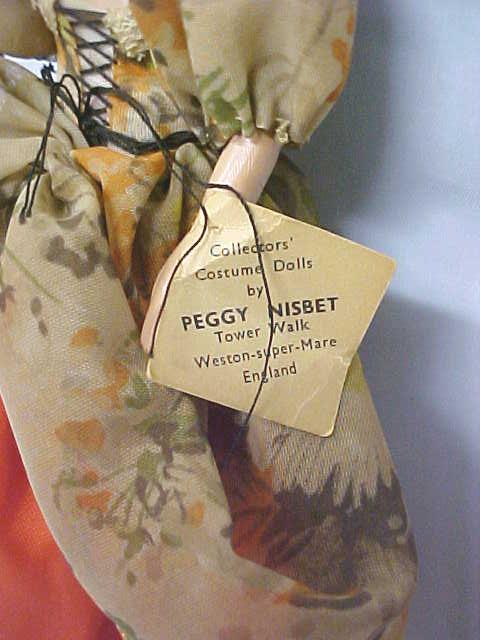 Collectors'
Costume Dolls
by
PEGGY NISBET
Tower Walk
Weston-super-Mare
England